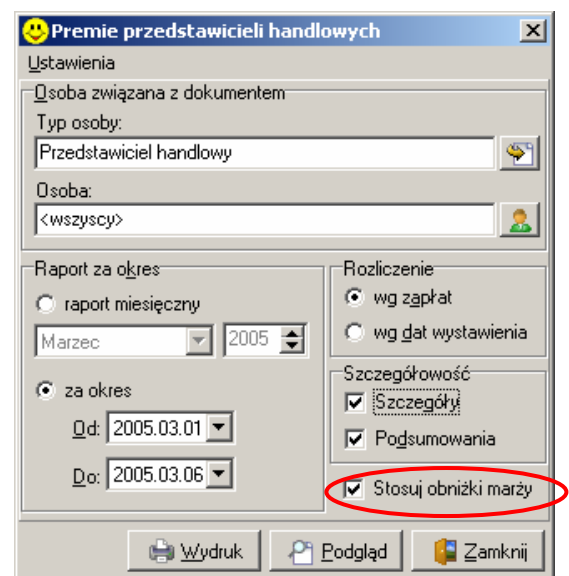 Premie przedstawicieli handlowych
Ustawienia
Osoba związana z dokumentem
Typ osoby:
Przedstawiciel handlowy
Osoba:
<wszyscy>
Raport za okres
raport miesięczny
Marzec 2005
za okres
Od: 2005.03.01
Do: 2005.03.06
Rozliczenie
wg zapłat
wg dat wystawienia
Szczegółowość
Szczegóły
Podsumowania
Stosuj obniżki marży
Wydruk Podgląd Zamknij